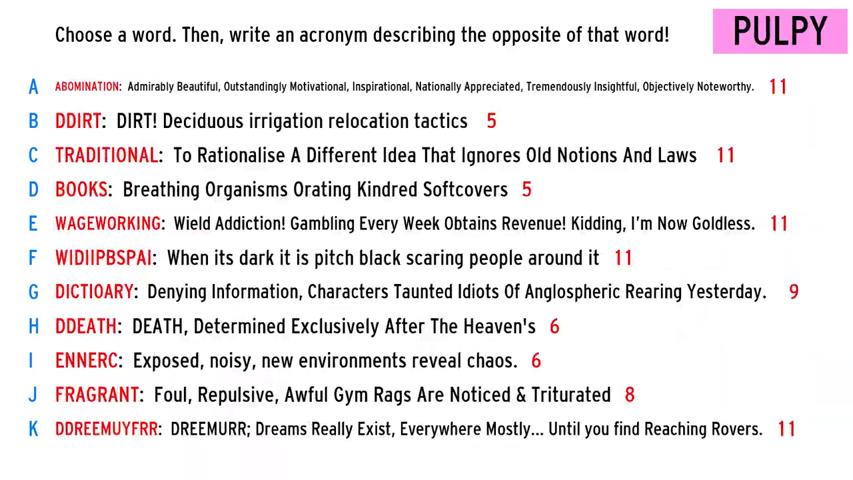 Choose a word. Then, write an acronym describing the opposite of that word!
PULPY
A ABOMINATION: Admirably Beautiful, Outstandingly Motivational, Inspirational, Nationally Appreciated, Tremendously Insightful, Objectively Noteworthy. 11
B DDIRT: DIRT! Deciduous irrigation relocation tactics 5
C TRADITIONAL: To Rationalise A Different Idea That Ignores Old Notions And Laws 11
D BOOKS: Breathing Organisms Orating Kindred Softcovers 5
E WAGEWORKING: Wield Addiction! Gambling Every Week Obtains Revenue! Kidding, I'm Now Goldless. 11
F WIDIIPBSPAI: When its dark it is pitch black scaring people around it 11
G DICTIOARY: Denying Information, Characters Taunted Idiots Of Anglospheric Rearing Yesterday. 9
H DDEATH: DEATH, Determined Exclusively After The Heaven's 6
I ENNERC: Exposed, noisy, new environments reveal chaos. 6
J FRAGRANT: Foul, Repulsive, Awful Gym Rags Are Noticed & Triturated 8
K DDREEMUYFRR: DREEMURR; Dreams Really Exist, Everywhere Mostly... Until you find Reaching Rovers. 11